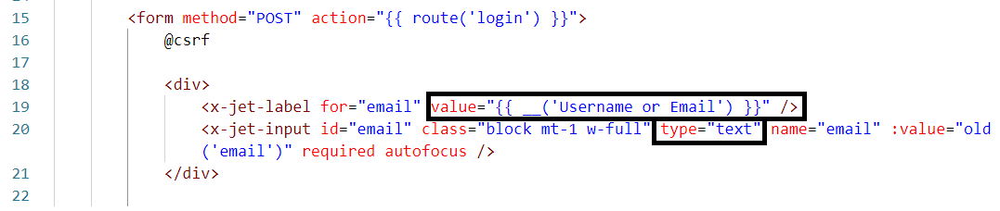 15 <form method="POST" action="{{ route('login') }}">
16 @csrf
17
18 <div>
19 <x-jet-label for="email" value="{{ __('Username or Email') }}" />
20 <x-jet-input id="email" class="block mt-1 w-full" type="text" name="email" :value="old
('email')" required autofocus />
21 </div>
22